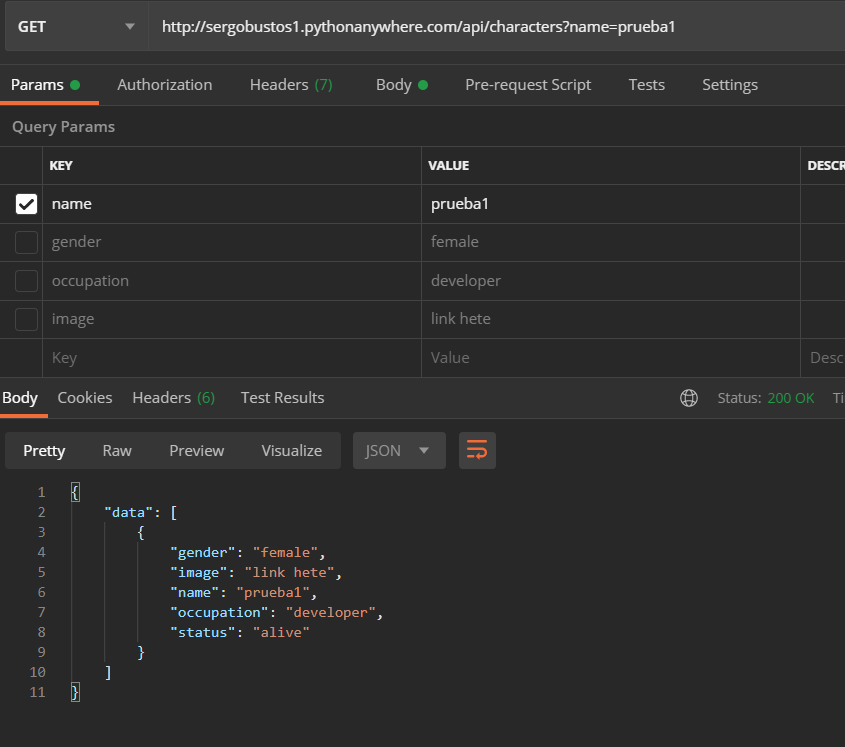 GET http://sergobustos1.pythonanywhere.com/api/characters?name=prueba1
Params Authorization Headers (7) Body Pre-request Script Tests Settings
Query Params
KEY VALUE DESCR
name prueba1
gender female
occupation developer
image link hete
Key Value Desc
Body Cookies Headers (6) Test Results Status: 200 OK Ti
Pretty Raw Preview Visualize JSON
1 {
2 "data": [
3 {
4 "gender": "female",
5 "image": "link hete",
6 "name": "prueba1",
7 "occupation": "developer",
8 "status": "alive"
9 }
10 ]
11 }